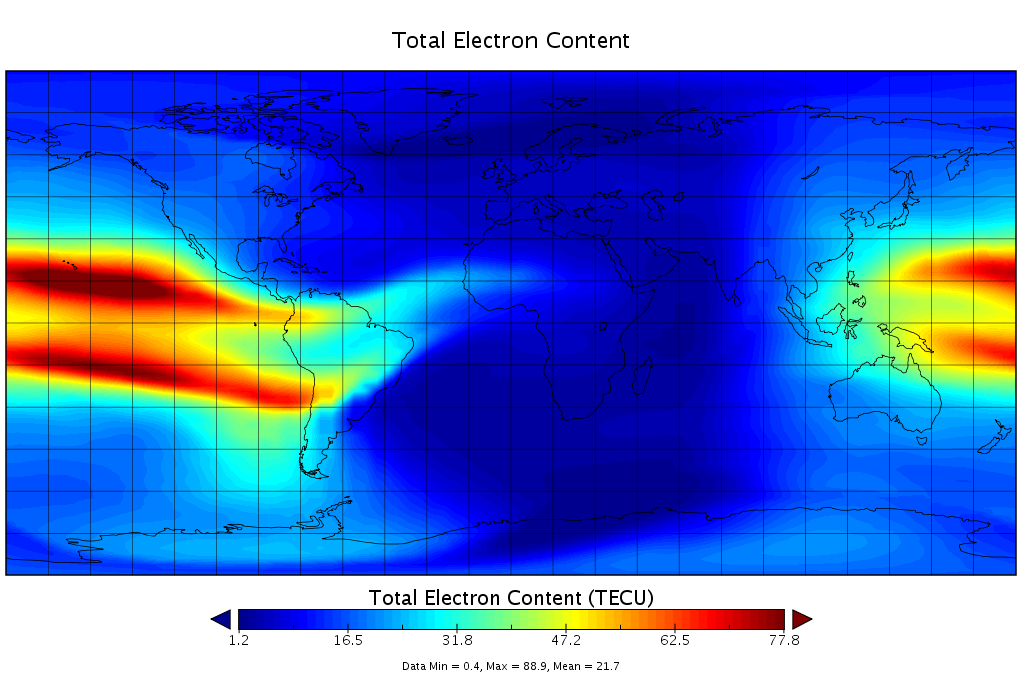 Total Electron Content
Total Electron Content (TECU)
1.2 16.5 31.8 47.2 62.5 77.8
Data Min = 0.4, Max = 88.9, Mean = 21.7